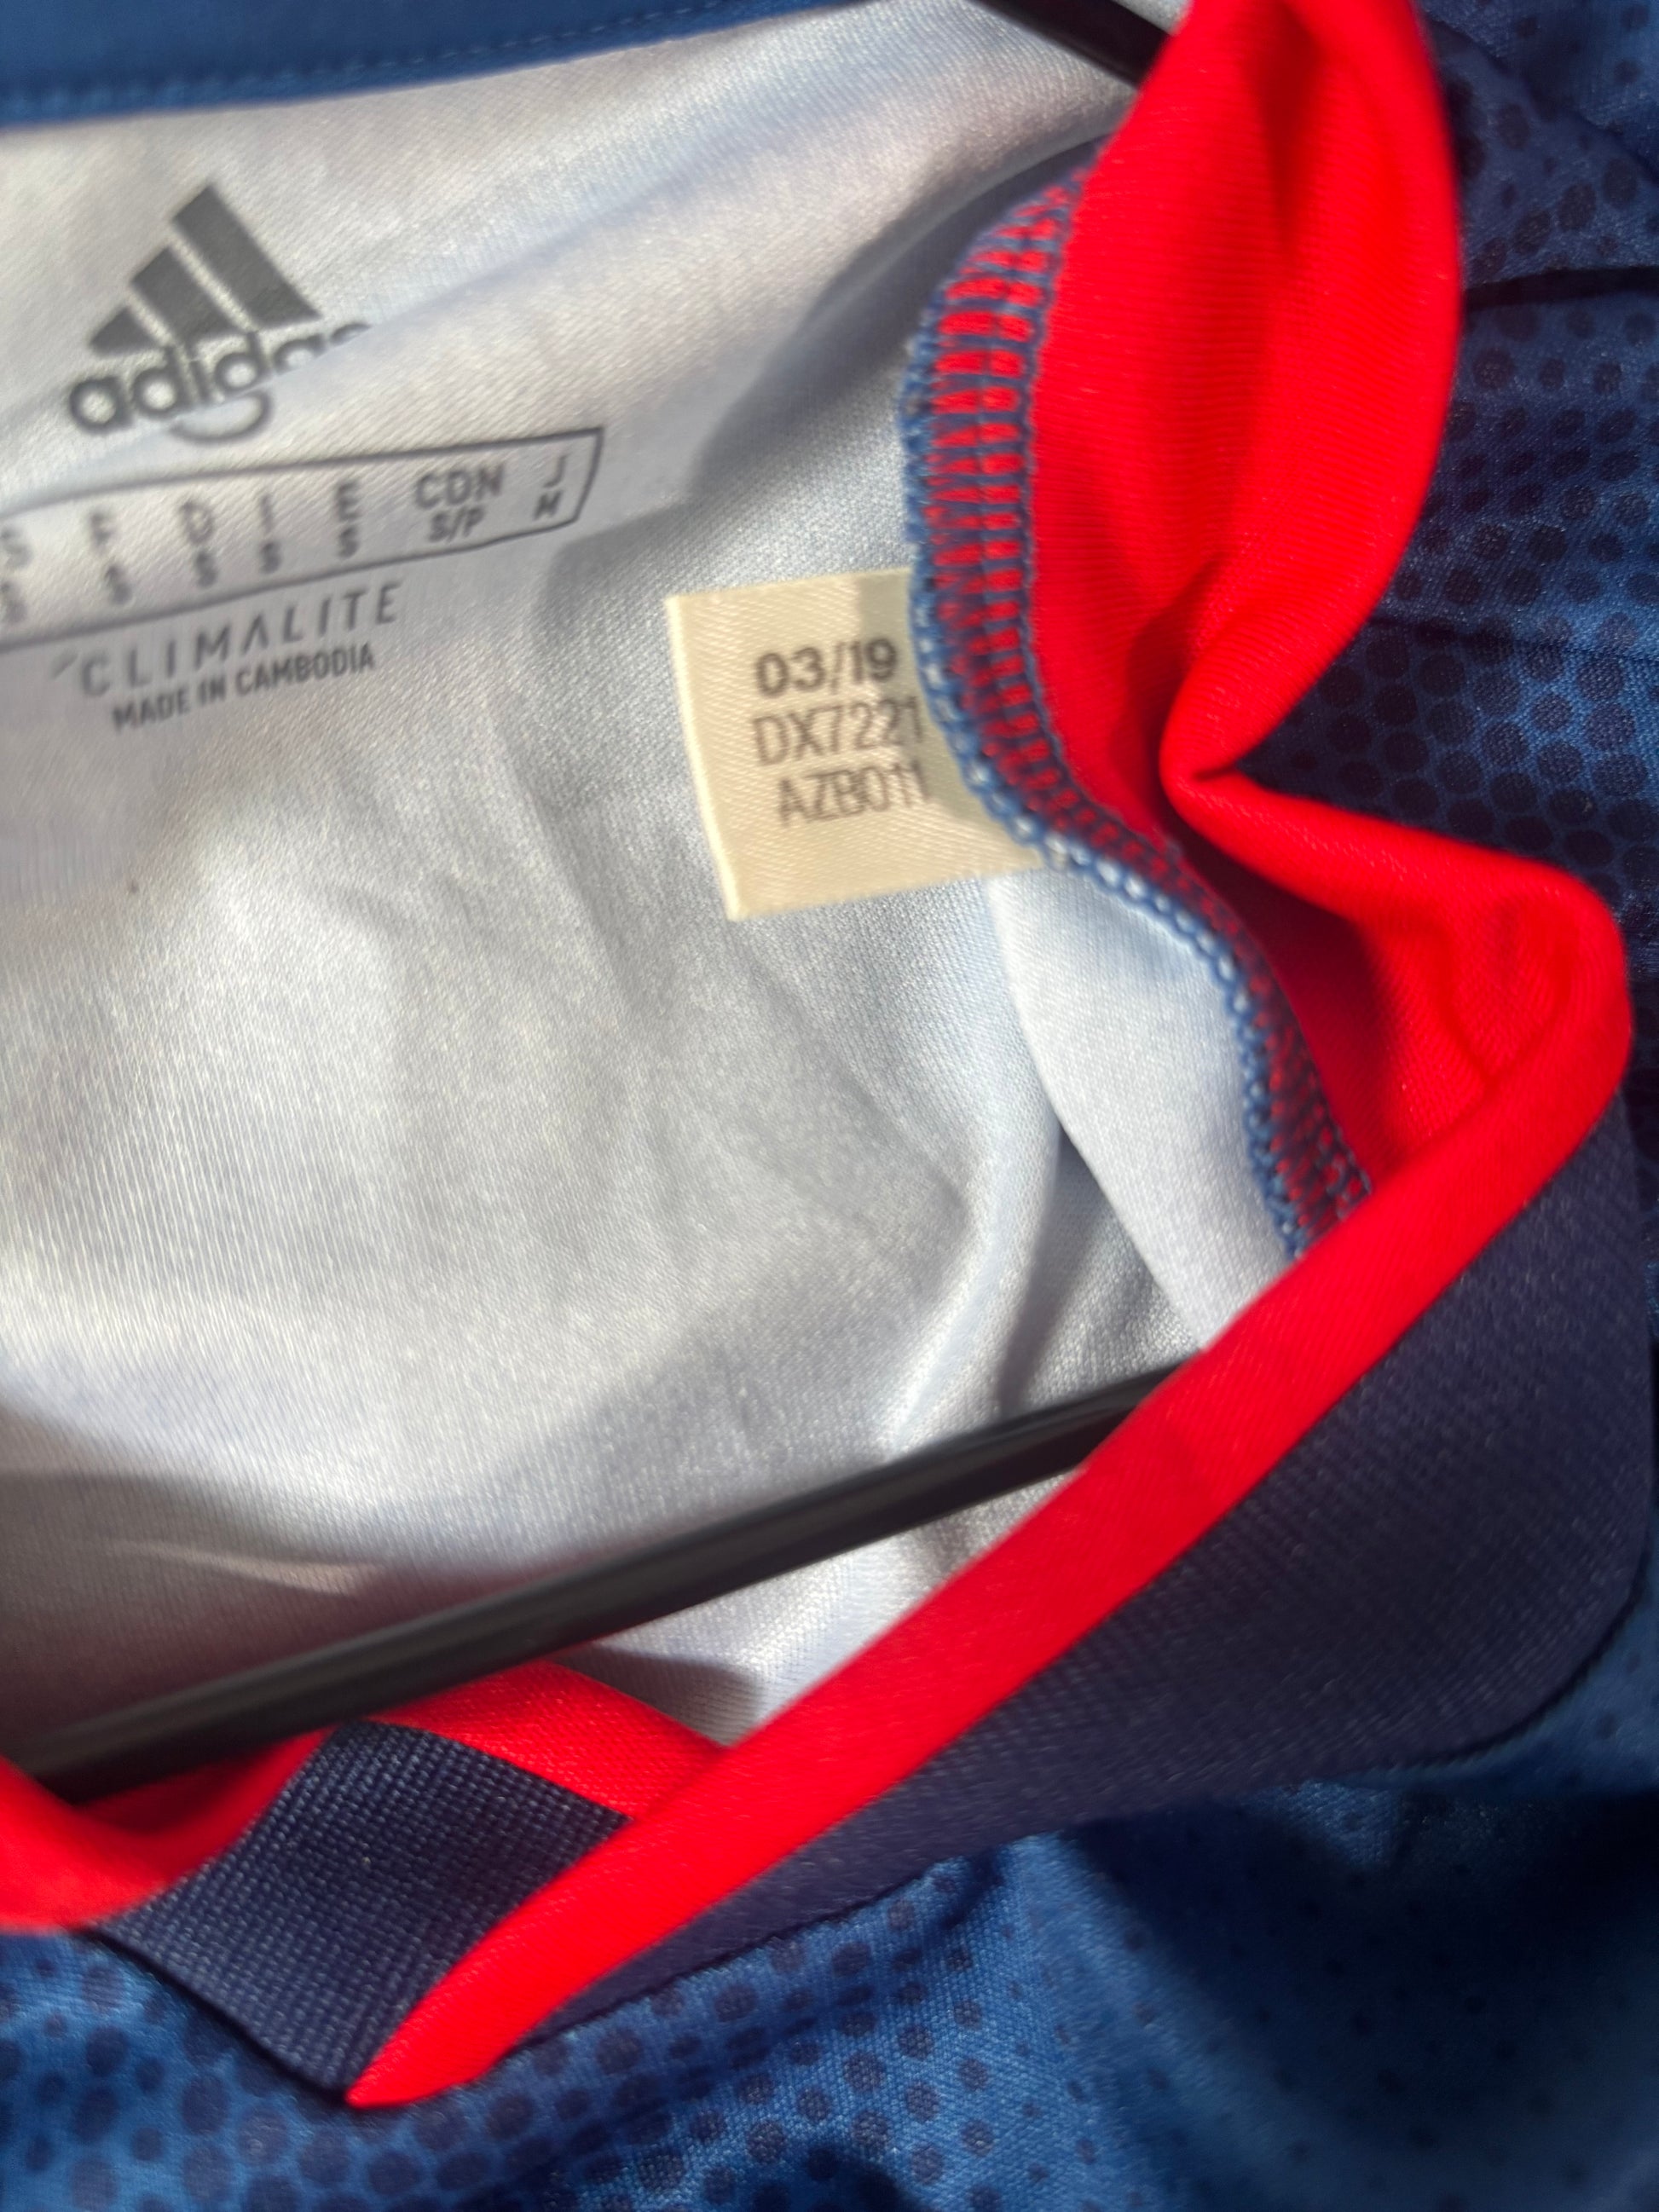 adidas
S F D I E CDN J
S S S S S S/P M
CLIMALITE
MADE IN CAMBODIA
03/19
DX7221
AZB011